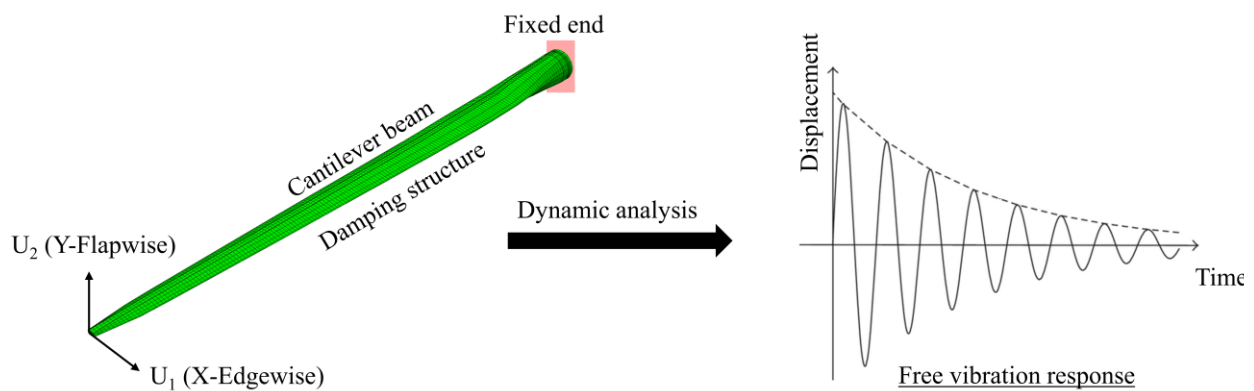 Fixed end
Cantilever beam
Damping structure
U₂ (Y-Flapwise)
U₁ (X-Edgewise)
Dynamic analysis
Displacement
Time
Free vibration response